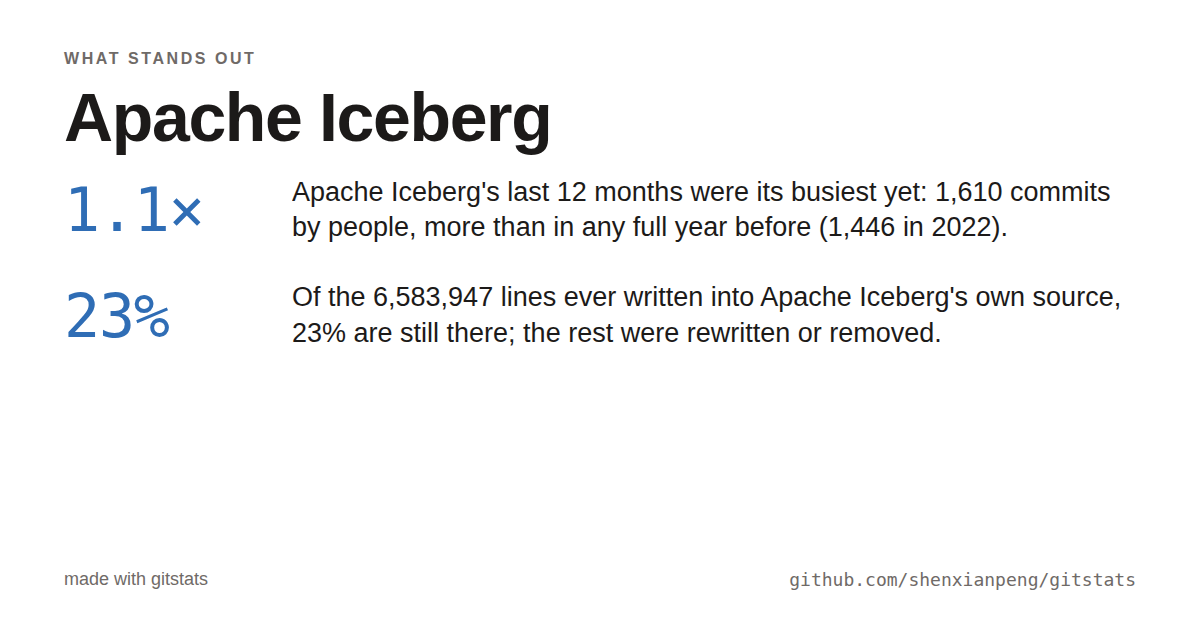 WHAT STANDS OUT
Apache Iceberg
1.1×
Apache Iceberg's last 12 months were its busiest yet: 1,610 commits
by people, more than in any full year before (1,446 in 2022).
23%
Of the 6,583,947 lines ever written into Apache Iceberg's own source,
23% are still there; the rest were rewritten or removed.
made with gitstats
github.com/shenxianpeng/gitstats